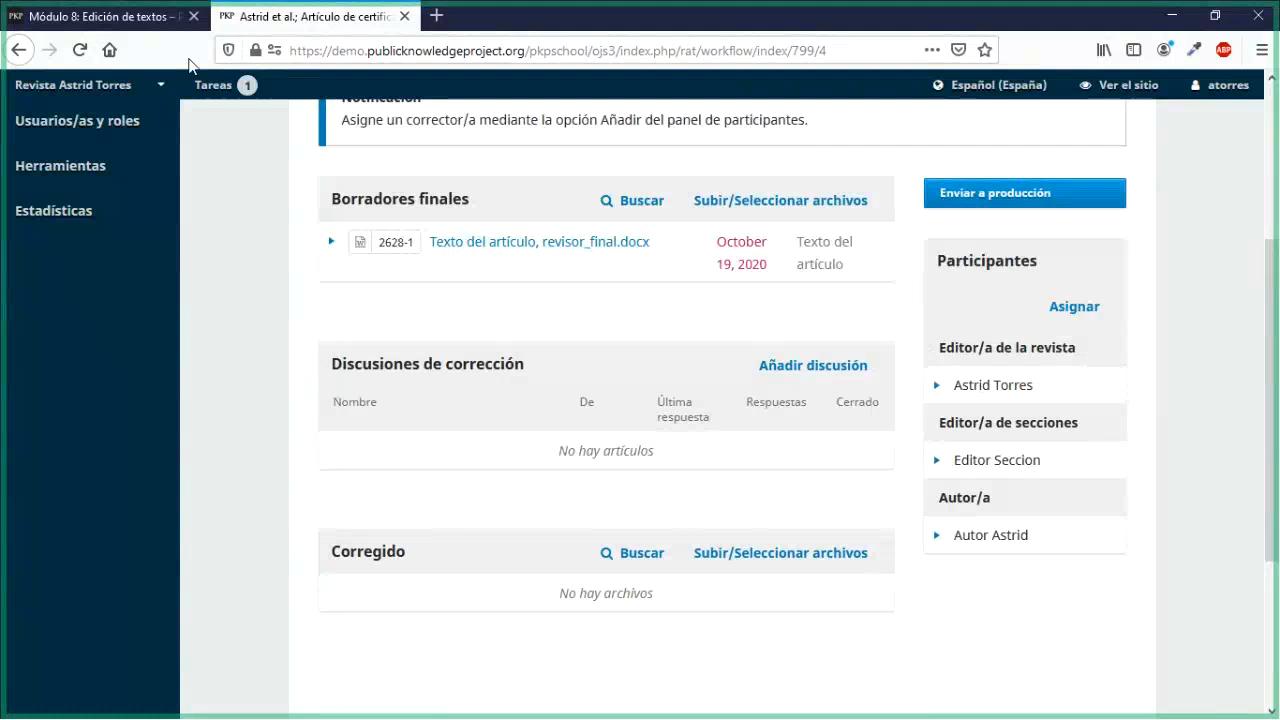 Módulo 8: Edición de textos – P
Astrid et al.; Artículo de certific
https://demo.publicknowledgeproject.org/pkpschool/ojs3/index.php/rat/workflow/index/799/4
ABP
Revista Astrid Torres
Tareas 1
Español (España)
Ver el sitio
atorres
Usuarios/as y roles
Herramientas
Estadísticas
Notificación
Asigne un corrector/a mediante la opción Añadir del panel de participantes.
Borradores finales
Buscar
Subir/Seleccionar archivos
2628-1
Texto del artículo, revisor_final.docx
October
19, 2020
Texto del
artículo
Discusiones de corrección
Añadir discusión
Nombre
De
Última
respuesta
Respuestas
Cerrado
No hay artículos
Corregido
Buscar
Subir/Seleccionar archivos
No hay archivos
Enviar a producción
Participantes
Asignar
Editor/a de la revista
Astrid Torres
Editor/a de secciones
Editor Seccion
Autor/a
Autor Astrid